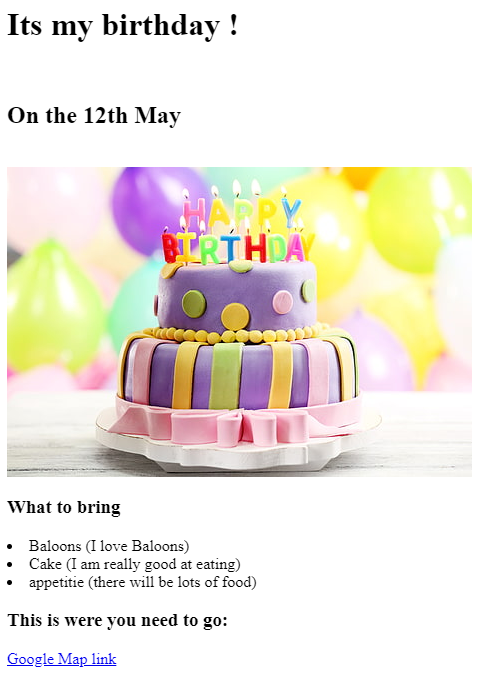 Its my birthday !
On the 12th May
HAPPY
BIRTHDAY
What to bring
Baloons (I love Baloons)
Cake (I am really good at eating)
appetitie (there will be lots of food)
This is were you need to go:
Google Map link